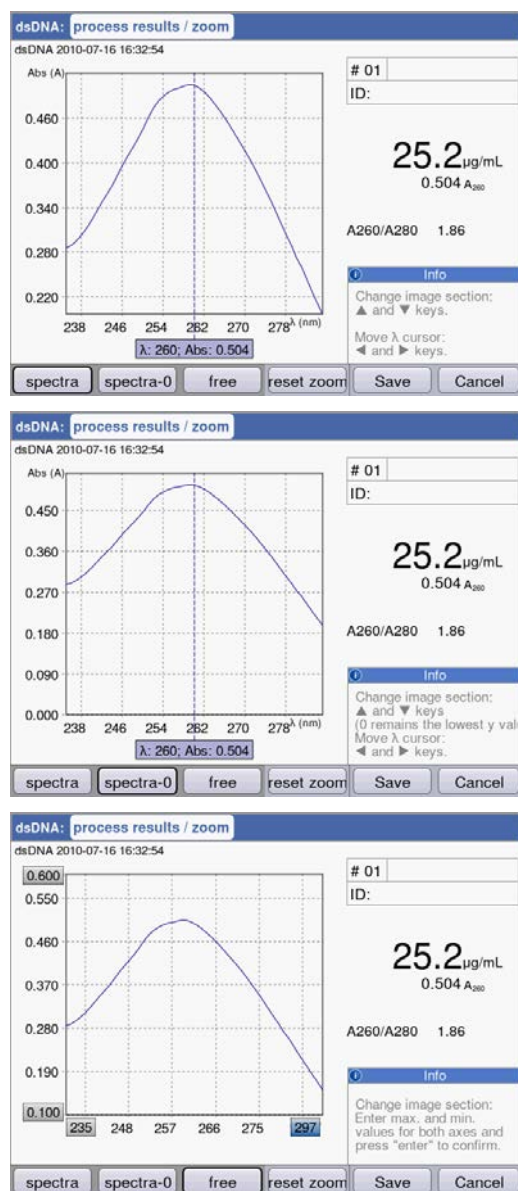 dsDNA: process results / zoom
dsDNA 2010-07-16 16:32:54
Abs (A)
# 01
ID:
0.460
0.400
0.340
0.280
0.220
25.2 µg/mL
0.504 A260
A260/A280 1.86
238 246 254 262 270 278 λ (nm)
λ: 260; Abs: 0.504
Info
Change image section:
▲ and ▼ keys.
Move λ cursor:
◄ and ► keys.
spectra spectra-0 free reset zoom Save Cancel
dsDNA: process results / zoom
dsDNA 2010-07-16 16:32:54
Abs (A)
# 01
ID:
0.450
0.360
0.270
0.180
0.090
0.000
25.2 µg/mL
0.504 A260
A260/A280 1.86
238 246 254 262 270 278 λ (nm)
λ: 260; Abs: 0.504
Info
Change image section:
▲ and ▼ keys
(0 remains the lowest y valu
Move λ cursor:
◄ and ► keys.
spectra spectra-0 free reset zoom Save Cancel
dsDNA: process results / zoom
dsDNA 2010-07-16 16:32:54
# 01
ID:
0.600
0.550
0.460
0.370
0.280
0.190
0.100
25.2 µg/mL
0.504 A260
A260/A280 1.86
235 248 257 266 275 297
Info
Change image section:
Enter max. and min.
values for both axes and
press "enter" to confirm.
spectra spectra-0 free reset zoom Save Cancel